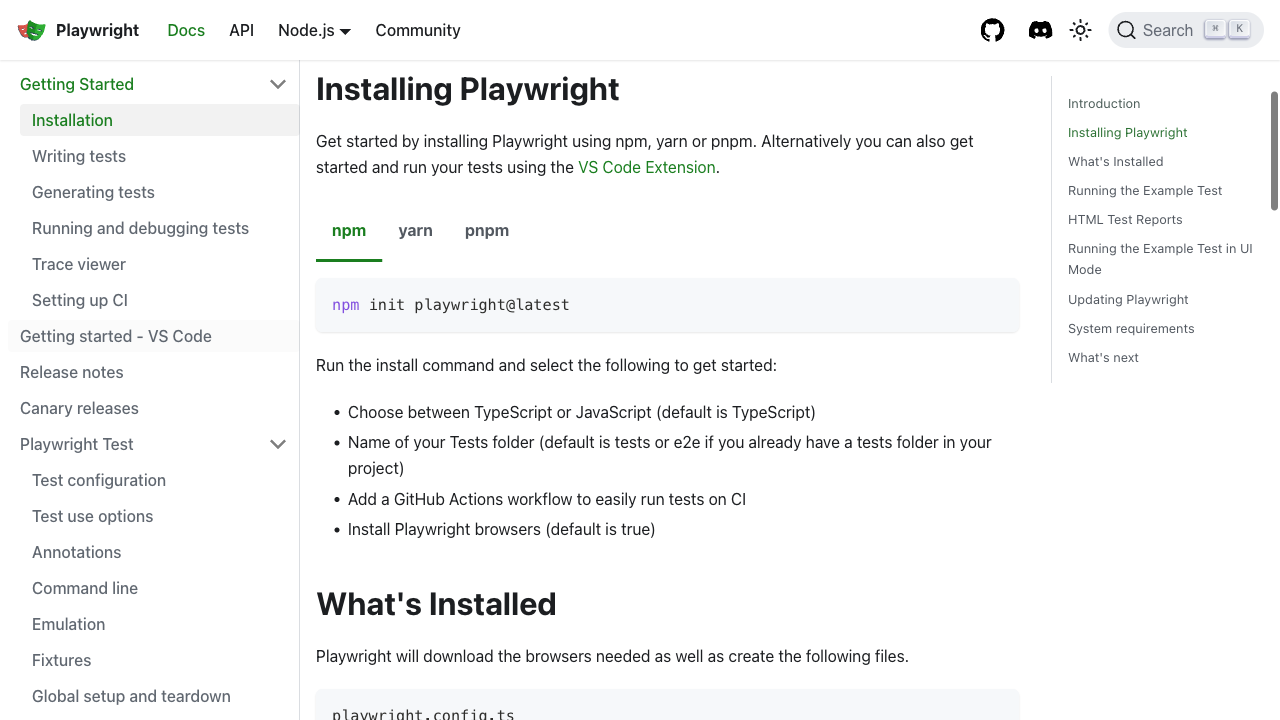 Playwright
Docs
API
Node.js
Community
Search
⌘
K
Getting Started
Installation
Writing tests
Generating tests
Running and debugging tests
Trace viewer
Setting up CI
Getting started - VS Code
Release notes
Canary releases
Playwright Test
Test configuration
Test use options
Annotations
Command line
Emulation
Fixtures
Global setup and teardown
Installing Playwright
Get started by installing Playwright using npm, yarn or pnpm. Alternatively you can also get
started and run your tests using the VS Code Extension.
npm
yarn
pnpm
npm init playwright@latest
Run the install command and select the following to get started:
• Choose between TypeScript or JavaScript (default is TypeScript)
• Name of your Tests folder (default is tests or e2e if you already have a tests folder in your
project)
• Add a GitHub Actions workflow to easily run tests on CI
• Install Playwright browsers (default is true)
What's Installed
Playwright will download the browsers needed as well as create the following files.
playwright.config.ts
Introduction
Installing Playwright
What's Installed
Running the Example Test
HTML Test Reports
Running the Example Test in UI
Mode
Updating Playwright
System requirements
What's next